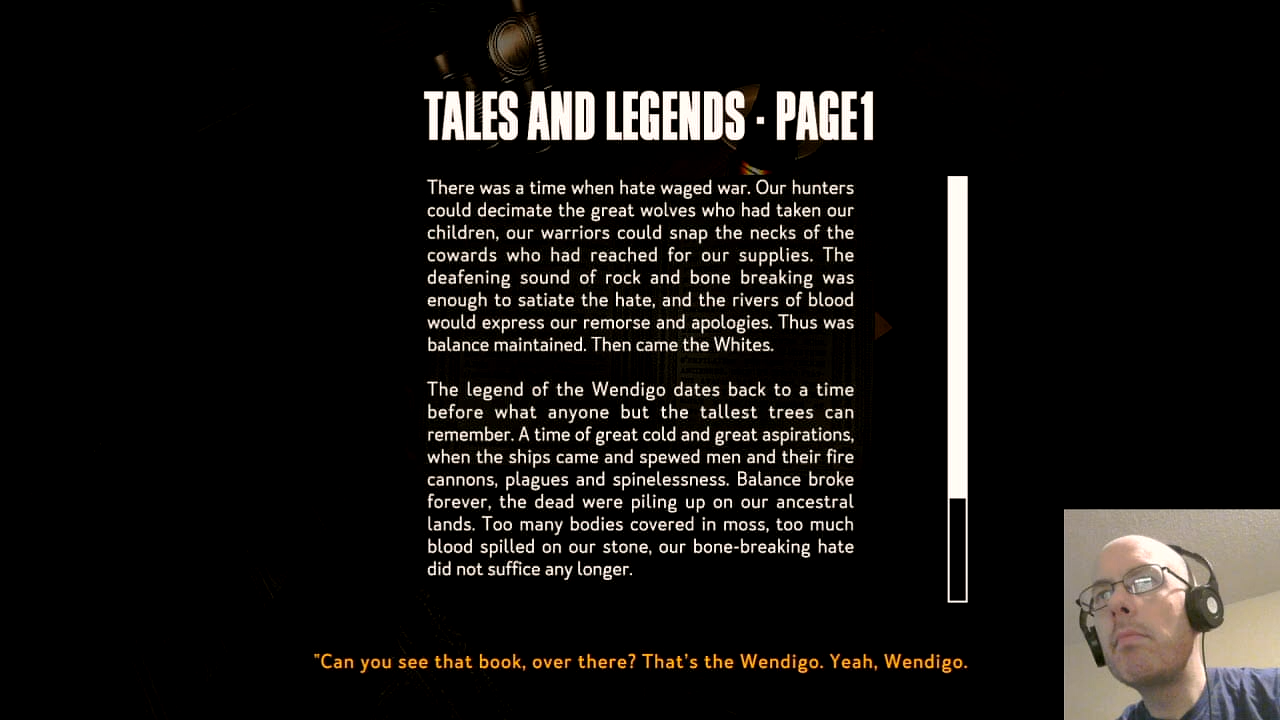 TALES AND LEGENDS · PAGE1
There was a time when hate waged war. Our hunters
could decimate the great wolves who had taken our
children, our warriors could snap the necks of the
cowards who had reached for our supplies. The
deafening sound of rock and bone breaking was
enough to satiate the hate, and the rivers of blood
would express our remorse and apologies. Thus was
balance maintained. Then came the Whites.
The legend of the Wendigo dates back to a time
before what anyone but the tallest trees can
remember. A time of great cold and great aspirations,
when the ships came and spewed men and their fire
cannons, plagues and spinelessness. Balance broke
forever, the dead were piling up on our ancestral
lands. Too many bodies covered in moss, too much
blood spilled on our stone, our bone-breaking hate
did not suffice any longer.
"Can you see that book, over there? That's the Wendigo. Yeah, Wendigo.